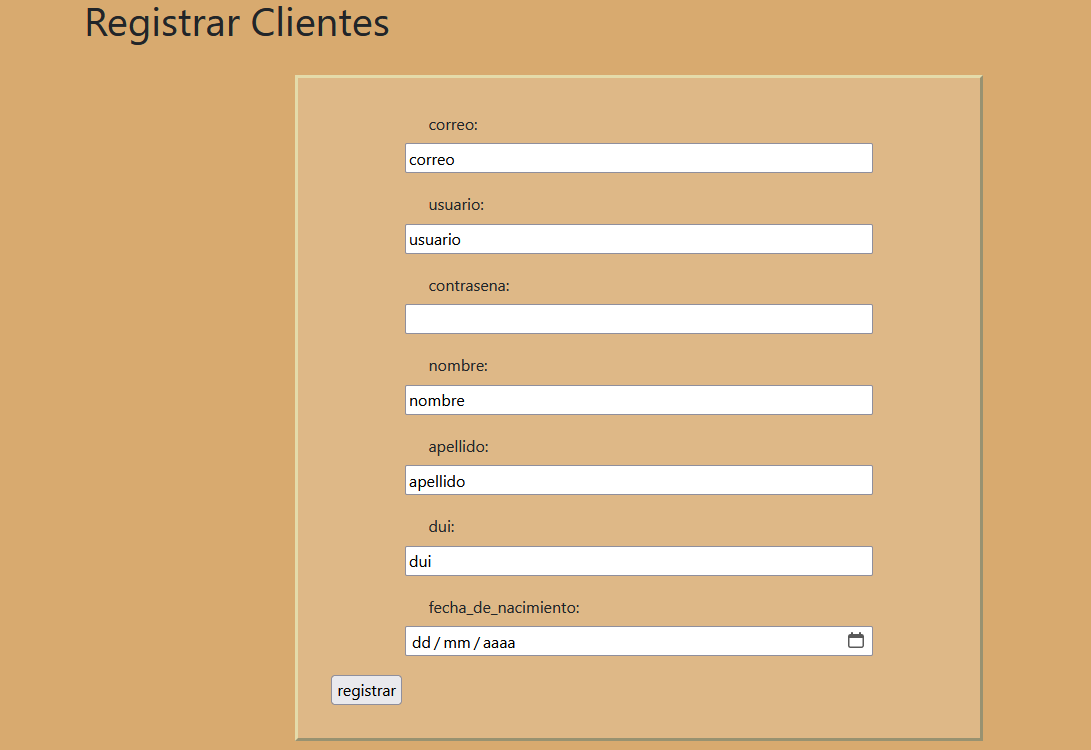 Registrar Clientes
correo:
correo
usuario:
usuario
contrasena:
nombre:
nombre
apellido:
apellido
dui:
dui
fecha_de_nacimiento:
dd/mm/aaaa
registrar